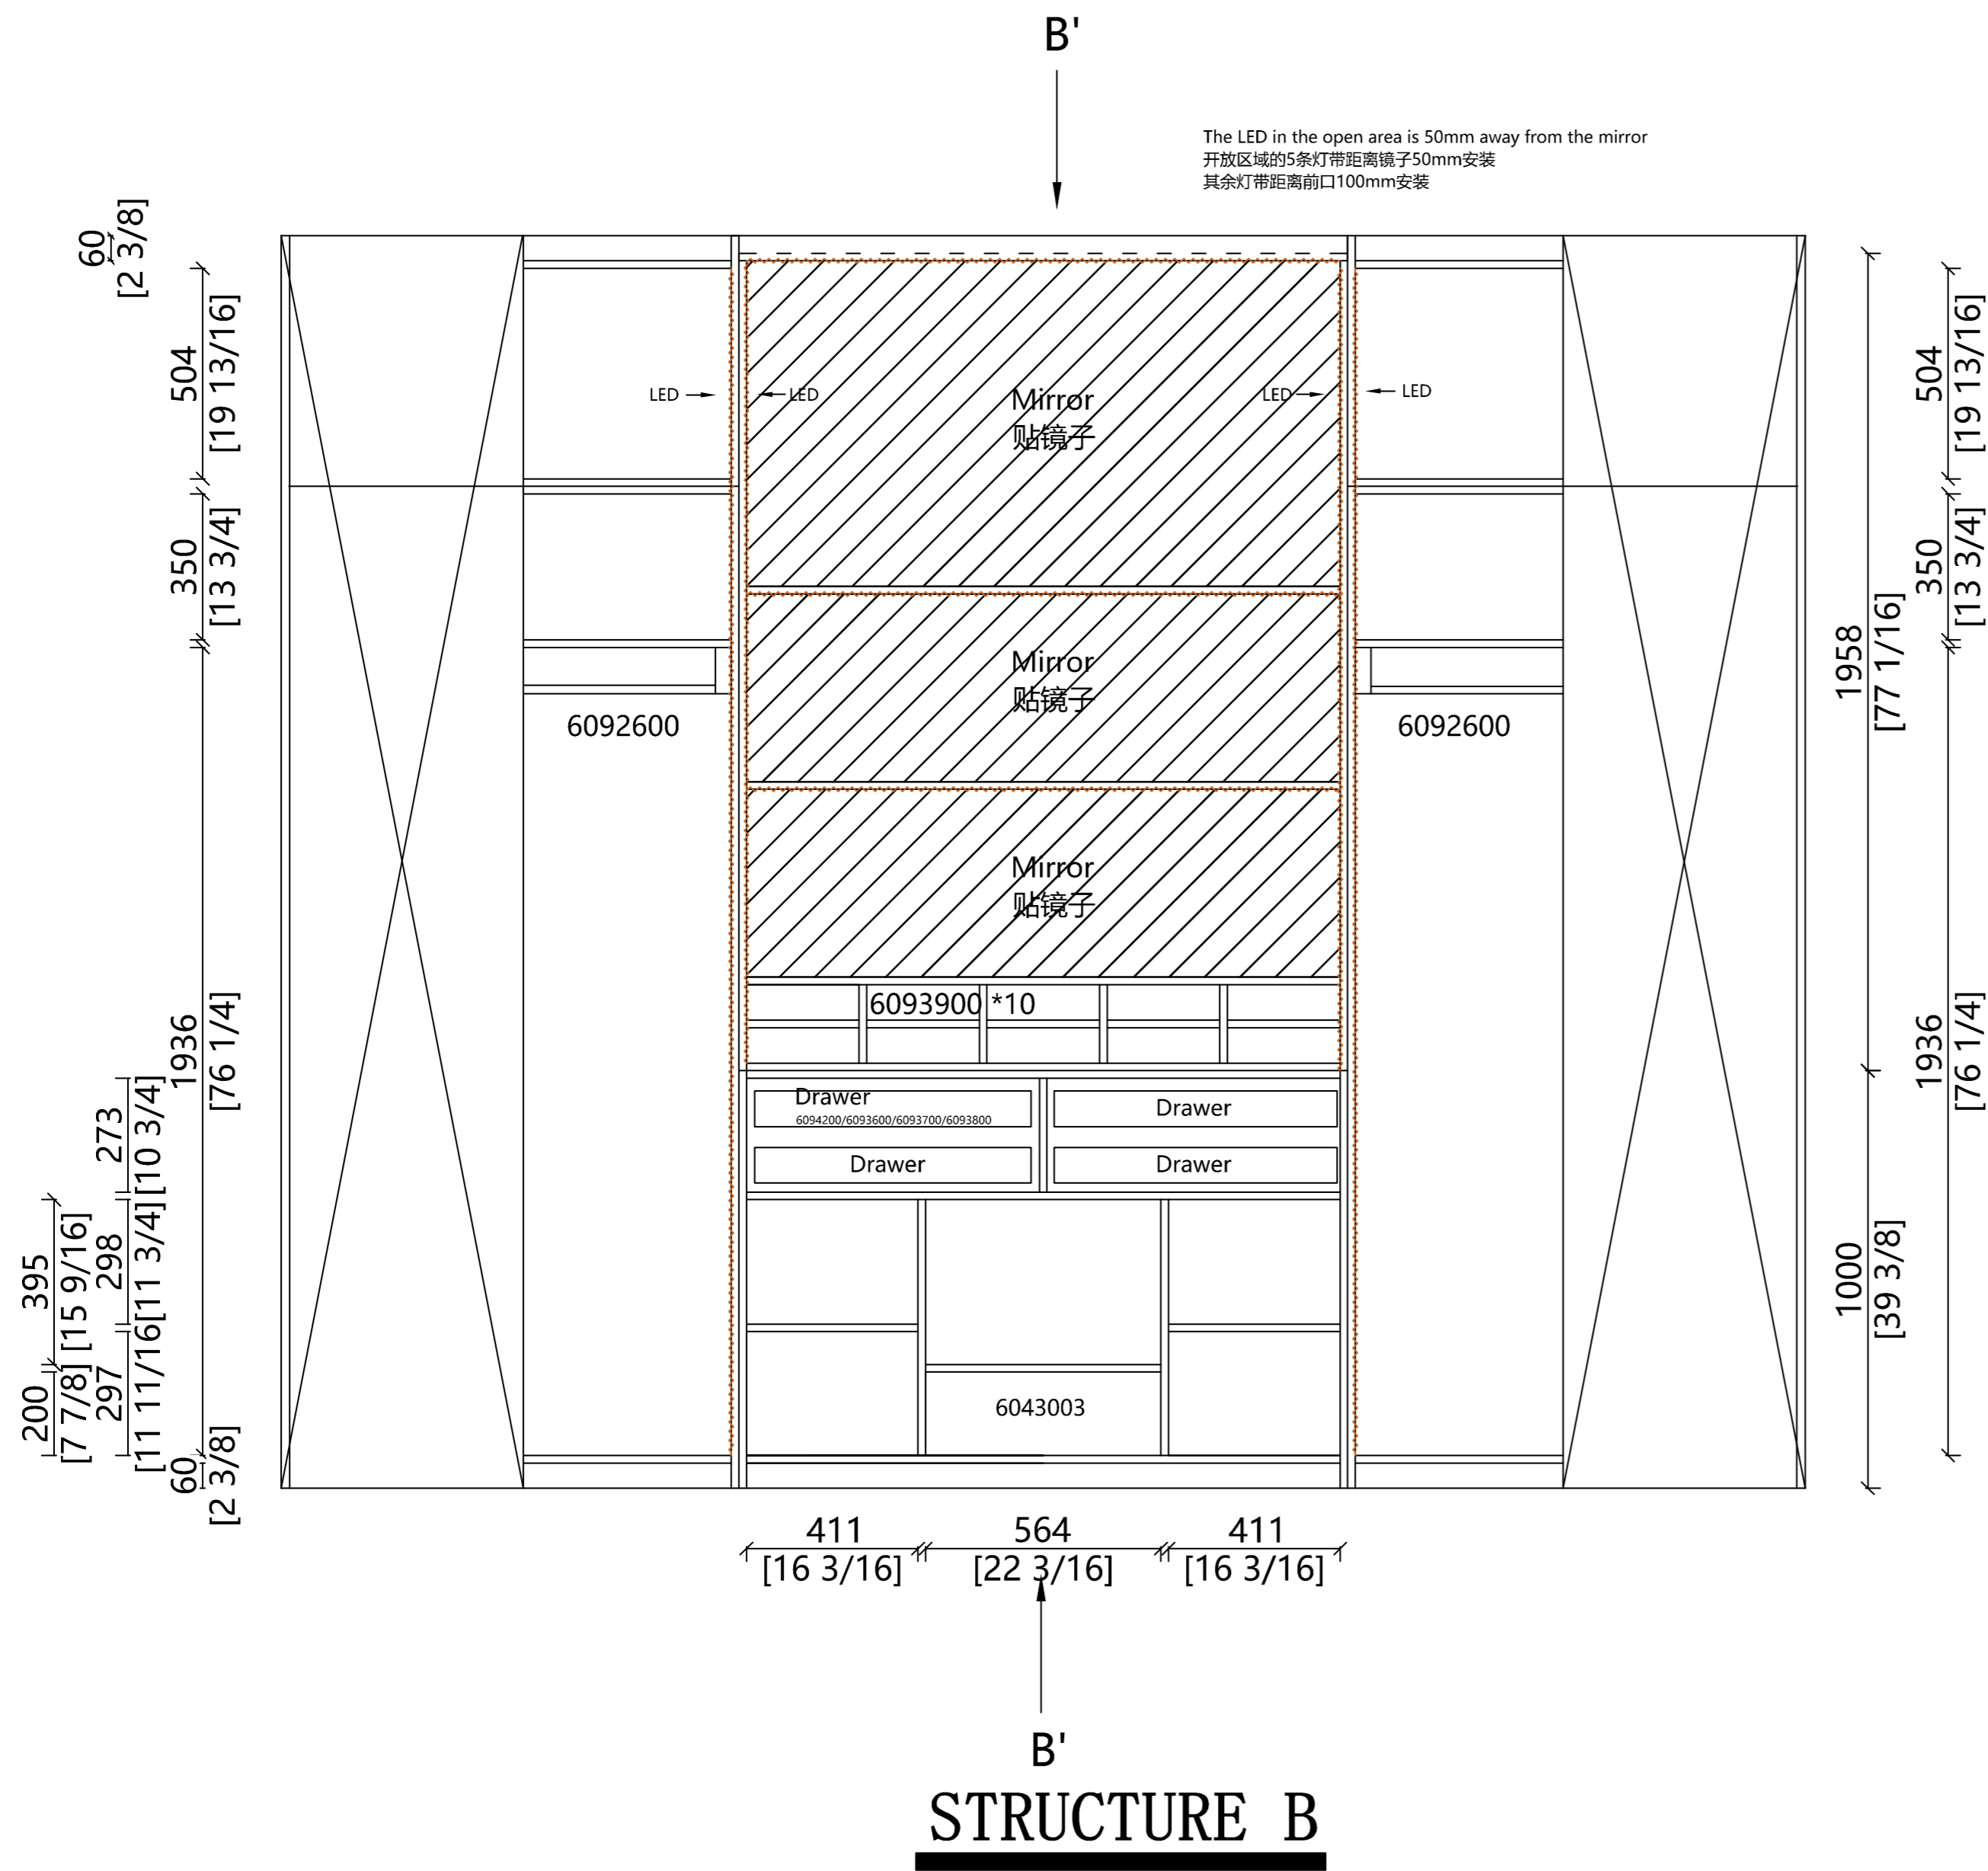 B'
The LED in the open area is 50mm away from the mirror
开放区域的5条灯带距离镜子50mm安装
其余灯带距离前口100mm安装
60
[2 3/8]
504
[19 13/16]
350
[13 3/4]
1936
[76 1/4]
273
[10 3/4]
298
[11 3/4]
297
[11 11/16]
395
[15 9/16]
200
[7 7/8]
60
[2 3/8]
LED
LED
LED
LED
Mirror
贴镜子
Mirror
贴镜子
6092600
6092600
Mirror
贴镜子
6093900 *10
Drawer
6094200/6093600/6093700/6093800
Drawer
Drawer
Drawer
6043003
1958
[77 1/16]
1000
[39 3/8]
504
[19 13/16]
350
[13 3/4]
1936
[76 1/4]
411
[16 3/16]
564
[22 3/16]
411
[16 3/16]
B'
STRUCTURE B